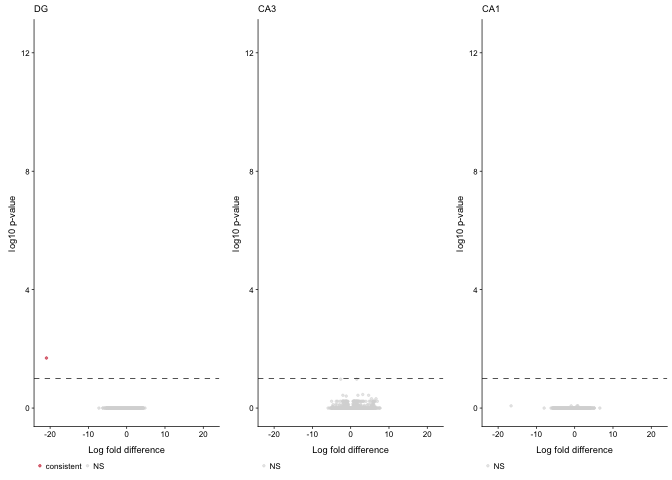 DG
12
8
4
0
log10 p-value
-20 -10 0 10 20
Log fold difference
consistent NS
CA3
12
8
4
0
log10 p-value
-20 -10 0 10 20
Log fold difference
NS
CA1
12
8
4
0
log10 p-value
-20 -10 0 10 20
Log fold difference
NS